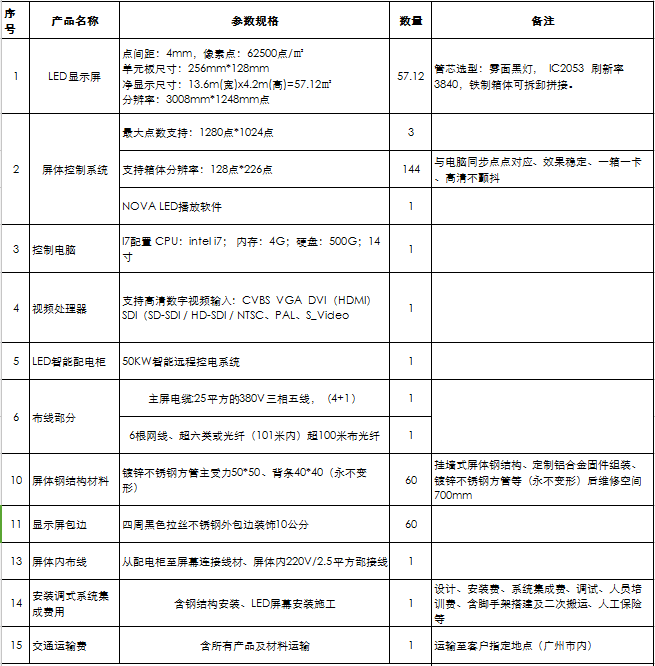 序号 产品名称 参数规格 数量 备注
1 LED显示屏 点间距：4mm，像素点：62500点/㎡
单元板尺寸：256mm*128mm
净显示尺寸：13.6m(宽)x4.2m(高)=57.12㎡
分辨率：3008mm*1248mm点 57.12 管芯选型：雾面黑灯， IC2053 刷新率
3840，铁制箱体可拆卸拼接。
2 屏体控制系统 最大点数支持：1280点*1024点 3
支持箱体分辨率：128点*226点 144 与电脑同步点点对应、效果稳定、一箱一卡
、高清不颤抖
NOVA LED播放软件 1
3 控制电脑 I7配置 CPU：intel i7； 内存：4G；硬盘：500G；14
寸 1
4 视频处理器 支持高清数字视频输入：CVBS VGA DVI（HDMI）
SDI（SD-SDI / HD-SDI / NTSC、PAL、S_Video 1
5 LED智能配电柜 50KW智能远程控电系统 1
6 布线部分 主屏电缆:25平方的380V三相五线，（4+1） 1
6根网线、超六类或光纤（101米内）超100米布光纤 1
10 屏体钢结构材料 镀锌不锈钢方管主受力50*50、背条40*40（永不变
形） 60 挂墙式屏体钢结构、定制铝合金固件组装、
镀锌不锈钢方管等（永不变形）后维修空间
700mm
11 显示屏包边 四周黑色拉丝不锈钢外包边装饰10公分 60
13 屏体内布线 从配电柜至屏幕连接线材、屏体内220V/2.5平方部接线 1
14 安装调式系统集
成费用 含钢结构安装、LED屏幕安装施工 1 设计、安装费、系统集成费、调试、人员培
训费、含脚手架搭建及二次搬运、人工保险
等
15 交通运输费 含所有产品及材料运输 1 运输至客户指定地点（广州市内）